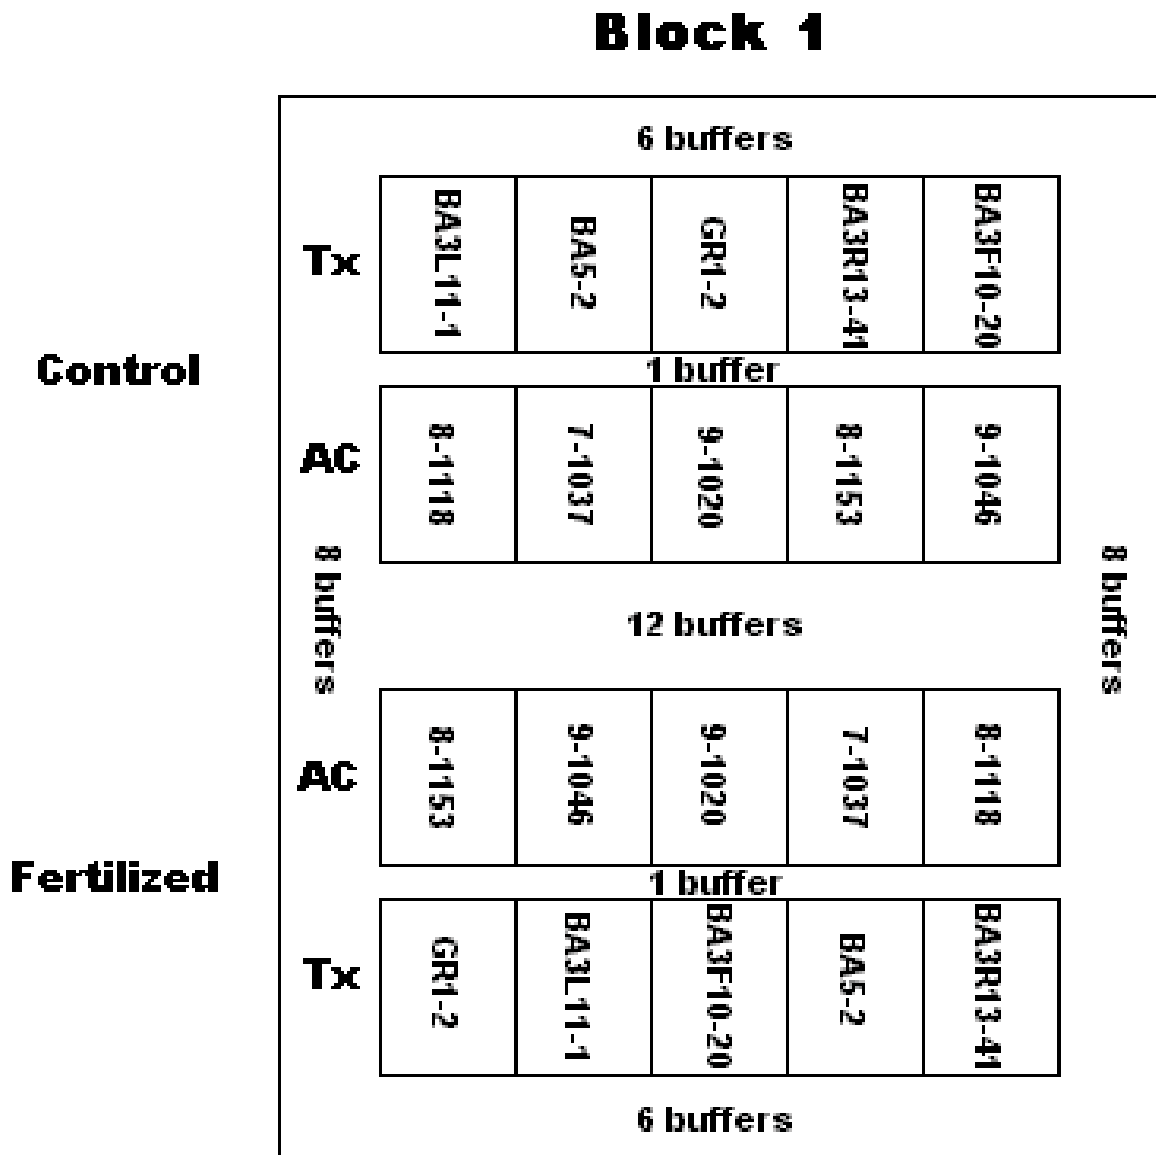 Block 1
6 buffers
Tx
BA3L11-1
BA5-2
GR1-2
BA3R13-41
BA3F10-20
Control
1 buffer
AC
8-1118
7-1037
9-1020
8-1153
9-1046
8 buffers
12 buffers
8 buffers
AC
8-1153
9-1046
9-1020
7-1037
8-1118
Fertilized
1 buffer
Tx
GR1-2
BA3L11-1
BA3F10-20
BA5-2
BA3R13-41
6 buffers